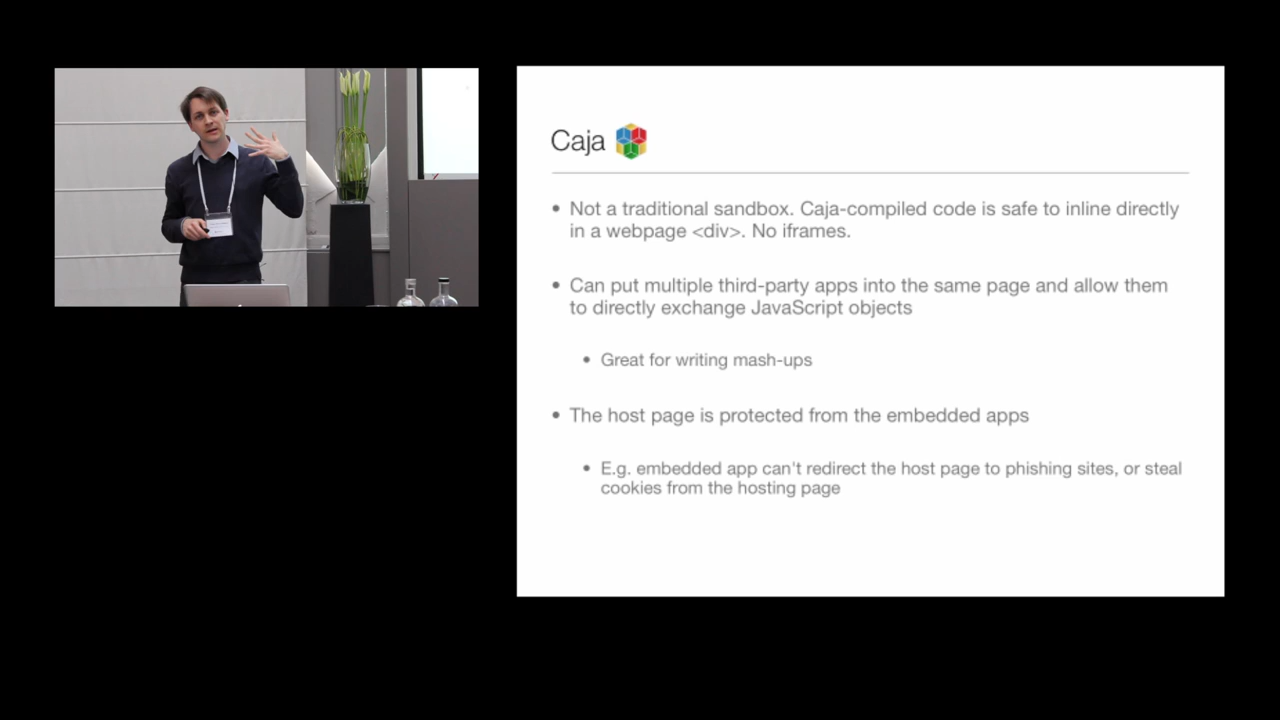 Caja
• Not a traditional sandbox. Caja-compiled code is safe to inline directly
in a webpage <div>. No iframes.
• Can put multiple third-party apps into the same page and allow them
to directly exchange JavaScript objects
• Great for writing mash-ups
• The host page is protected from the embedded apps
• E.g. embedded app can't redirect the host page to phishing sites, or steal
cookies from the hosting page